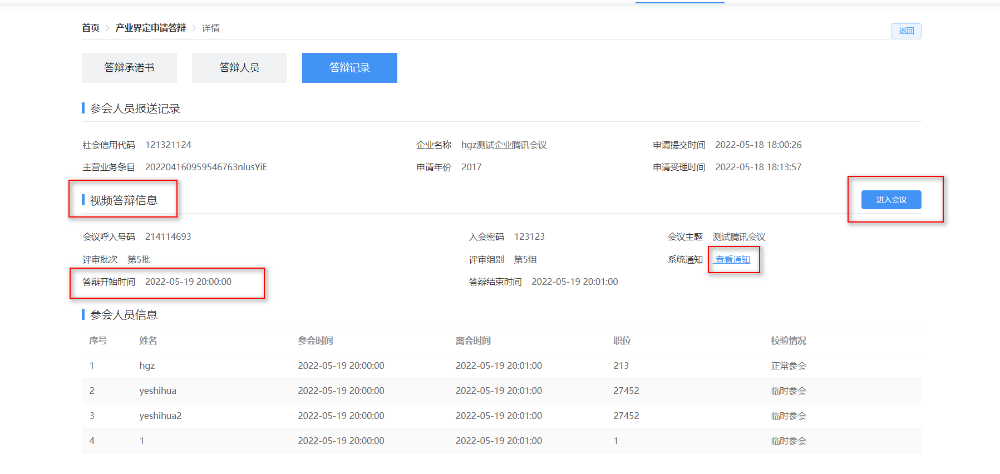 首页 > 产业界定申请答辩 > 详情
返回
答辩承诺书 答辩人员 答辩记录
参会人员报送记录
社会信用代码 121321124 企业名称 hgz测试企业腾讯会议 申请提交时间 2022-05-18 18:00:26
主营业务条目 202204160959546763nlusYiE 申请年份 2017 申请受理时间 2022-05-18 18:13:57
视频答辩信息 进入会议
会议呼入号码 214114693 入会密码 123123 会议主题 测试腾讯会议
评审批次 第5批 评审组别 第5组 系统通知 查看通知
答辩开始时间 2022-05-19 20:00:00 答辩结束时间 2022-05-19 20:01:00
参会人员信息
序号 姓名 参会时间 离会时间 职位 校验情况
1 hgz 2022-05-19 20:00:00 2022-05-19 20:01:00 213 正常参会
2 yeshihua 2022-05-19 20:00:00 2022-05-19 20:01:00 27452 临时参会
3 yeshihua2 2022-05-19 20:00:00 2022-05-19 20:01:00 27452 临时参会
4 1 2022-05-19 20:00:00 2022-05-19 20:01:00 1 临时参会